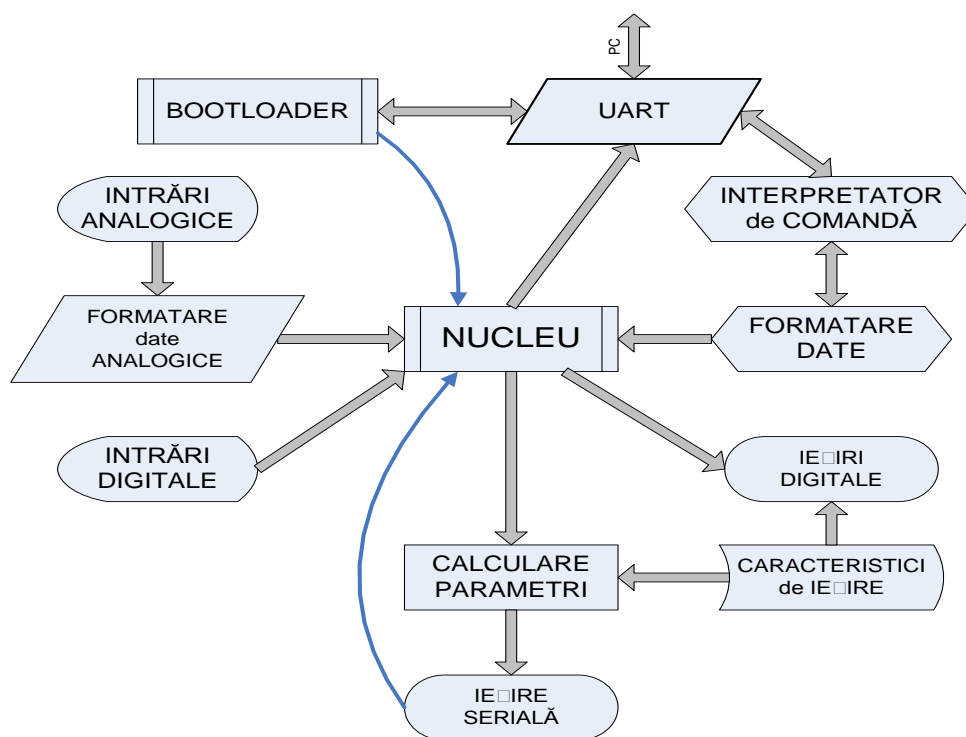 PC
BOOTLOADER
UART
INTRĂRI
ANALOGICE
INTERPRETATOR
de COMANDĂ
FORMATARE
date
ANALOGICE
NUCLEU
FORMATARE
DATE
INTRĂRI
DIGITALE
IE□IRI
DIGITALE
CALCULARE
PARAMETRI
CARACTERISTICI
de IE□IRE
IE□IRE
SERIALĂ